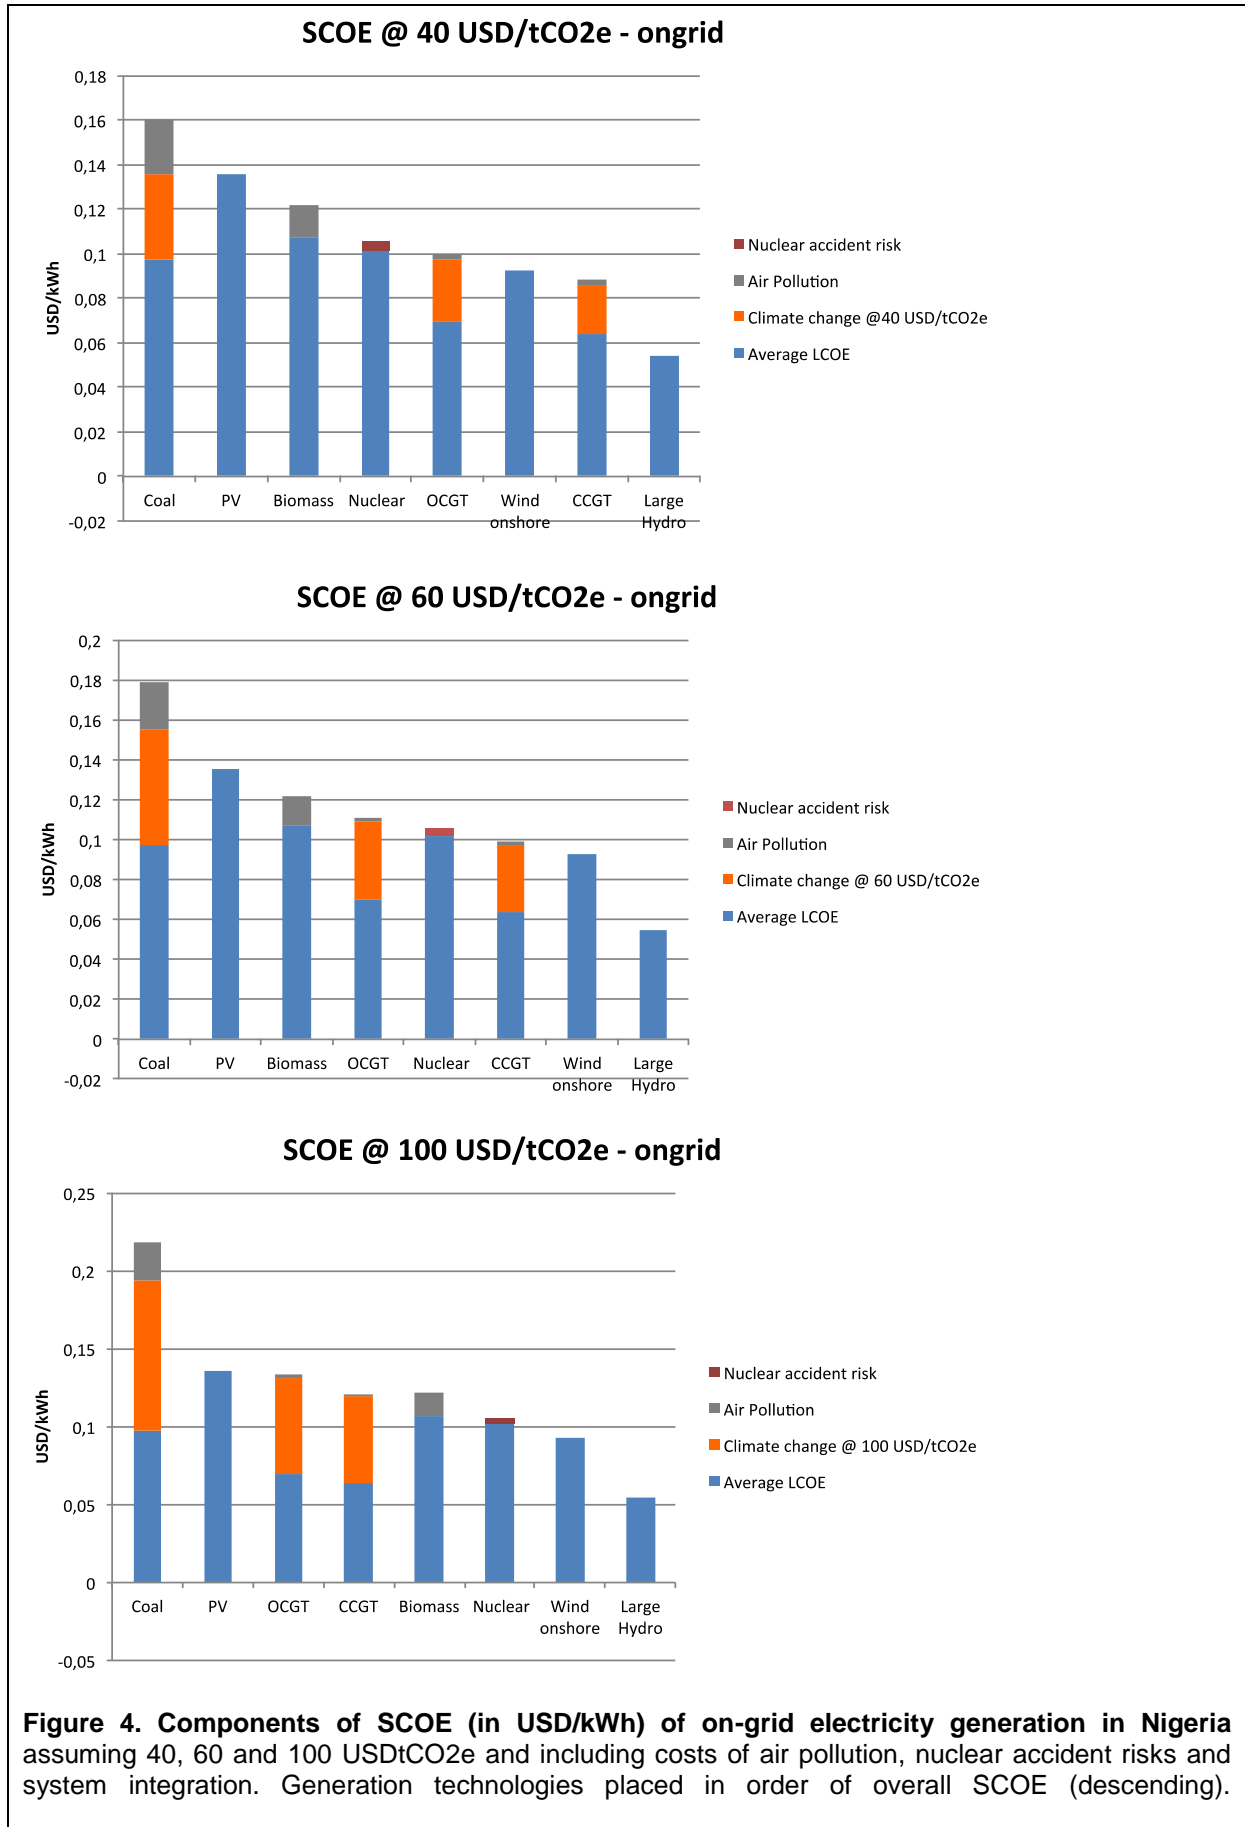 SCOE @ 40 USD/tCO2e - ongrid
0,18
0,16
0,14
0,12
0,1
0,08
0,06
0,04
0,02
0
-0,02
USD/kWh
Coal
PV
Biomass
Nuclear
OCGT
Wind onshore
CCGT
Large Hydro
Nuclear accident risk
Air Pollution
Climate change @40 USD/tCO2e
Average LCOE
SCOE @ 60 USD/tCO2e - ongrid
0,2
0,18
0,16
0,14
0,12
0,1
0,08
0,06
0,04
0,02
0
-0,02
USD/kWh
Coal
PV
Biomass
OCGT
Nuclear
CCGT
Wind onshore
Large Hydro
Nuclear accident risk
Air Pollution
Climate change @ 60 USD/tCO2e
Average LCOE
SCOE @ 100 USD/tCO2e - ongrid
0,25
0,2
0,15
0,1
0,05
0
-0,05
USD/kWh
Coal
PV
OCGT
CCGT
Biomass
Nuclear
Wind onshore
Large Hydro
Nuclear accident risk
Air Pollution
Climate change @ 100 USD/tCO2e
Average LCOE
Figure 4. Components of SCOE (in USD/kWh) of on-grid electricity generation in Nigeria
assuming 40, 60 and 100 USDtCO2e and including costs of air pollution, nuclear accident risks and
system integration. Generation technologies placed in order of overall SCOE (descending).